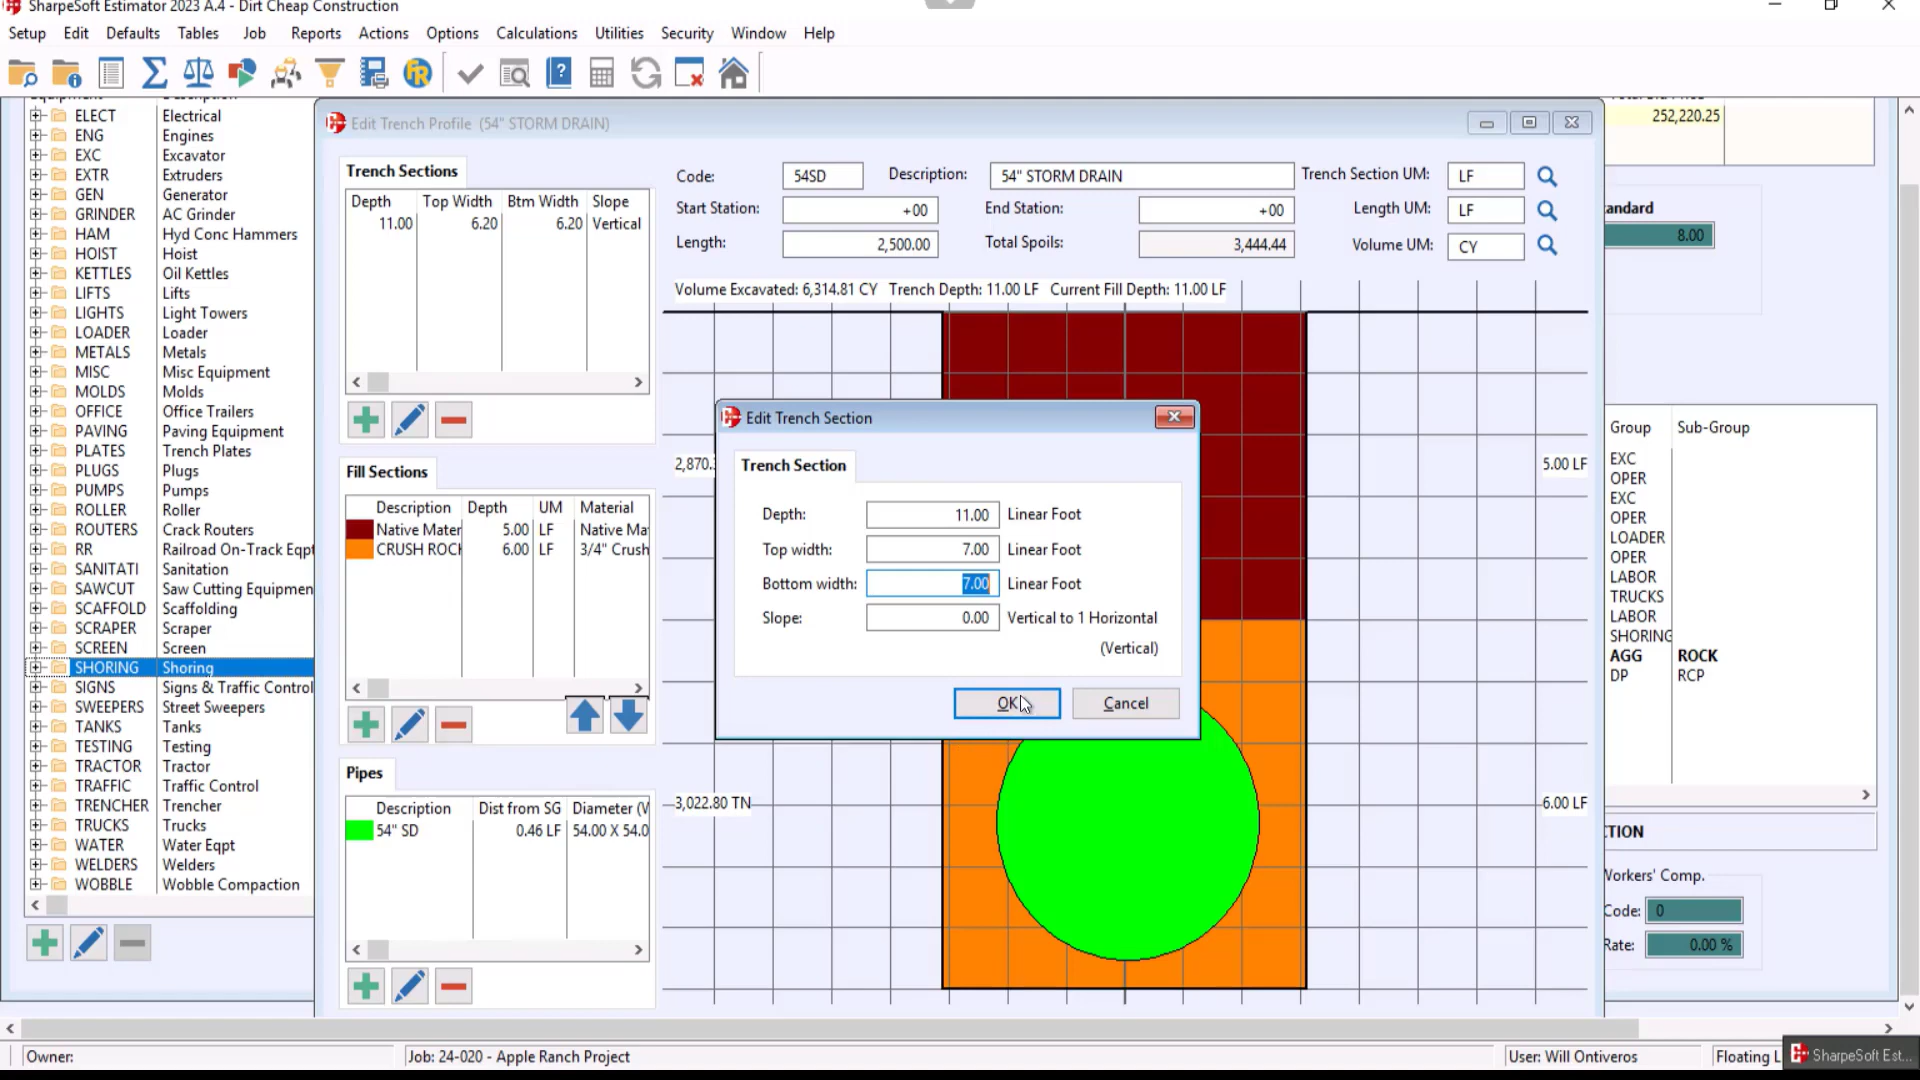 SharpeSoft Estimator 2023 A.4 - Dirt Cheap Construction
Setup Edit Defaults Tables Job Reports Actions Options Calculations Utilities Security Window Help
ELECT Electrical
ENG Engines
EXC Excavator
EXTR Extruders
GEN Generator
GRINDER AC Grinder
HAM Hyd Conc Hammers
HOIST Hoist
KETTLES Oil Kettles
LIFTS Lifts
LIGHTS Light Towers
LOADER Loader
METALS Metals
MISC Misc Equipment
MOLDS Molds
OFFICE Office Trailers
PAVING Paving Equipment
PLATES Trench Plates
PLUGS Plugs
PUMPS Pumps
ROLLER Roller
ROUTERS Crack Routers
RR Railroad On-Track Eqpt
SANITATI Sanitation
SAWCUT Saw Cutting Equipmen
SCAFFOLD Scaffolding
SCRAPER Scraper
SCREEN Screen
SHORING Shoring
SIGNS Signs & Traffic Control
SWEEPERS Street Sweepers
TANKS Tanks
TESTING Testing
TRACTOR Tractor
TRAFFIC Traffic Control
TRENCHER Trencher
TRUCKS Trucks
WATER Water Eqpt
WELDERS Welders
WOBBLE Wobble Compaction
Edit Trench Profile (54" STORM DRAIN)
Trench Sections
Depth Top Width Btm Width Slope
11.00 6.20 6.20 Vertical
Fill Sections
Description Depth UM Material
Native Mater 5.00 LF Native Ma
CRUSH ROC 6.00 LF 3/4" Crush
Pipes
Description Dist from SG Diameter (V
54" SD 0.46 LF 54.00 X 54.0
Code: 54SD Description: 54" STORM DRAIN Trench Section UM: LF
Start Station: +00 End Station: +00 Length UM: LF
Length: 2,500.00 Total Spoils: 3,444.44 Volume UM: CY
Volume Excavated: 6,314.81 CY Trench Depth: 11.00 LF Current Fill Depth: 11.00 LF
2,870. 5.00 LF
3,022.80 TN 6.00 LF
Edit Trench Section
Trench Section
Depth: 11.00 Linear Foot
Top width: 7.00 Linear Foot
Bottom width: 7.00 Linear Foot
Slope: 0.00 Vertical to 1 Horizontal
(Vertical)
OK Cancel
252,220.25
andard
8.00
Group Sub-Group
EXC
OPER
EXC
OPER
LOADER
OPER
LABOR
TRUCKS
LABOR
SHORING
AGG ROCK
DP RCP
CTION
Workers' Comp.
Code: 0
Rate: 0.00 %
Owner: Job: 24-020 - Apple Ranch Project User: Will Ontiveros Floating L
SharpeSoft Est...